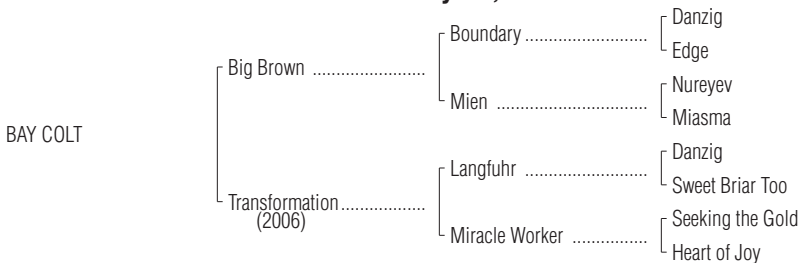 Danzig
Boundary ..............................
Edge
Big Brown ........................
Nureyev
Mien .....................................
Miasma
BAY COLT
Danzig
Langfuhr ..............................
Sweet Briar Too
Transformation..................
(2006)
Seeking the Gold
Miracle Worker ..................
Heart of Joy